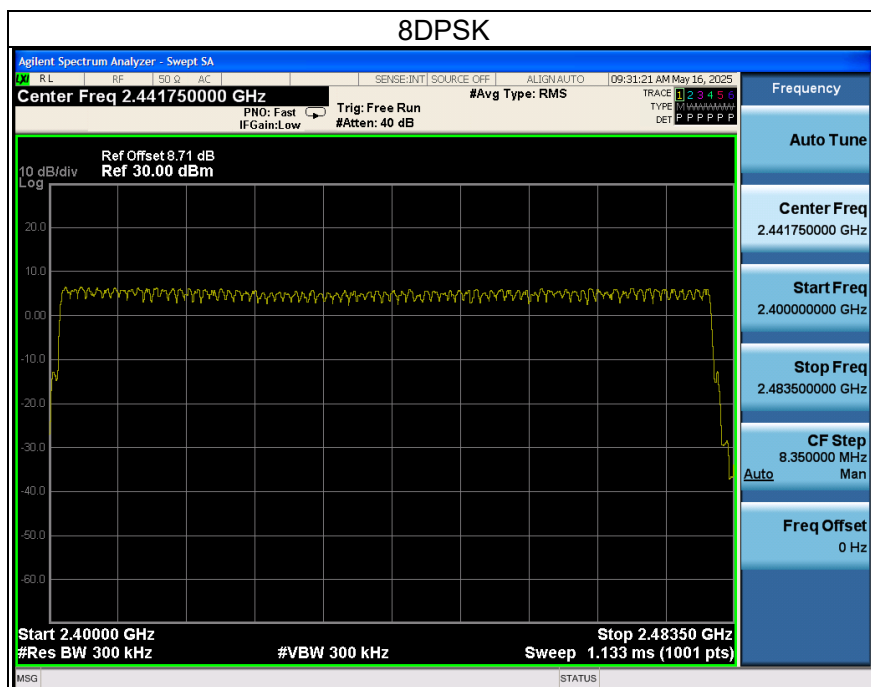 8DPSK
Agilent Spectrum Analyzer - Swept SA
LXI RL RF 50 Ω AC SENSE:INT SOURCE OFF ALIGN AUTO 09:31:21 AM May 16, 2025
Center Freq 2.441750000 GHz #Avg Type: RMS TRACE 1 2 3 4 5 6
PNO: Fast Trig: Free Run TYPE M WWWWW
IFGain:Low #Atten: 40 dB DET P P P P P P
Frequency
Auto Tune
Ref Offset 8.71 dB
10 dB/div Ref 30.00 dBm
Log
20.0
10.0
0.00
-10.0
-20.0
-30.0
-40.0
-50.0
-60.0
Center Freq
2.441750000 GHz
Start Freq
2.400000000 GHz
Stop Freq
2.483500000 GHz
CF Step
8.350000 MHz
Auto Man
Freq Offset
0 Hz
Start 2.40000 GHz Stop 2.48350 GHz
#Res BW 300 kHz #VBW 300 kHz Sweep 1.133 ms (1001 pts)
MSG STATUS